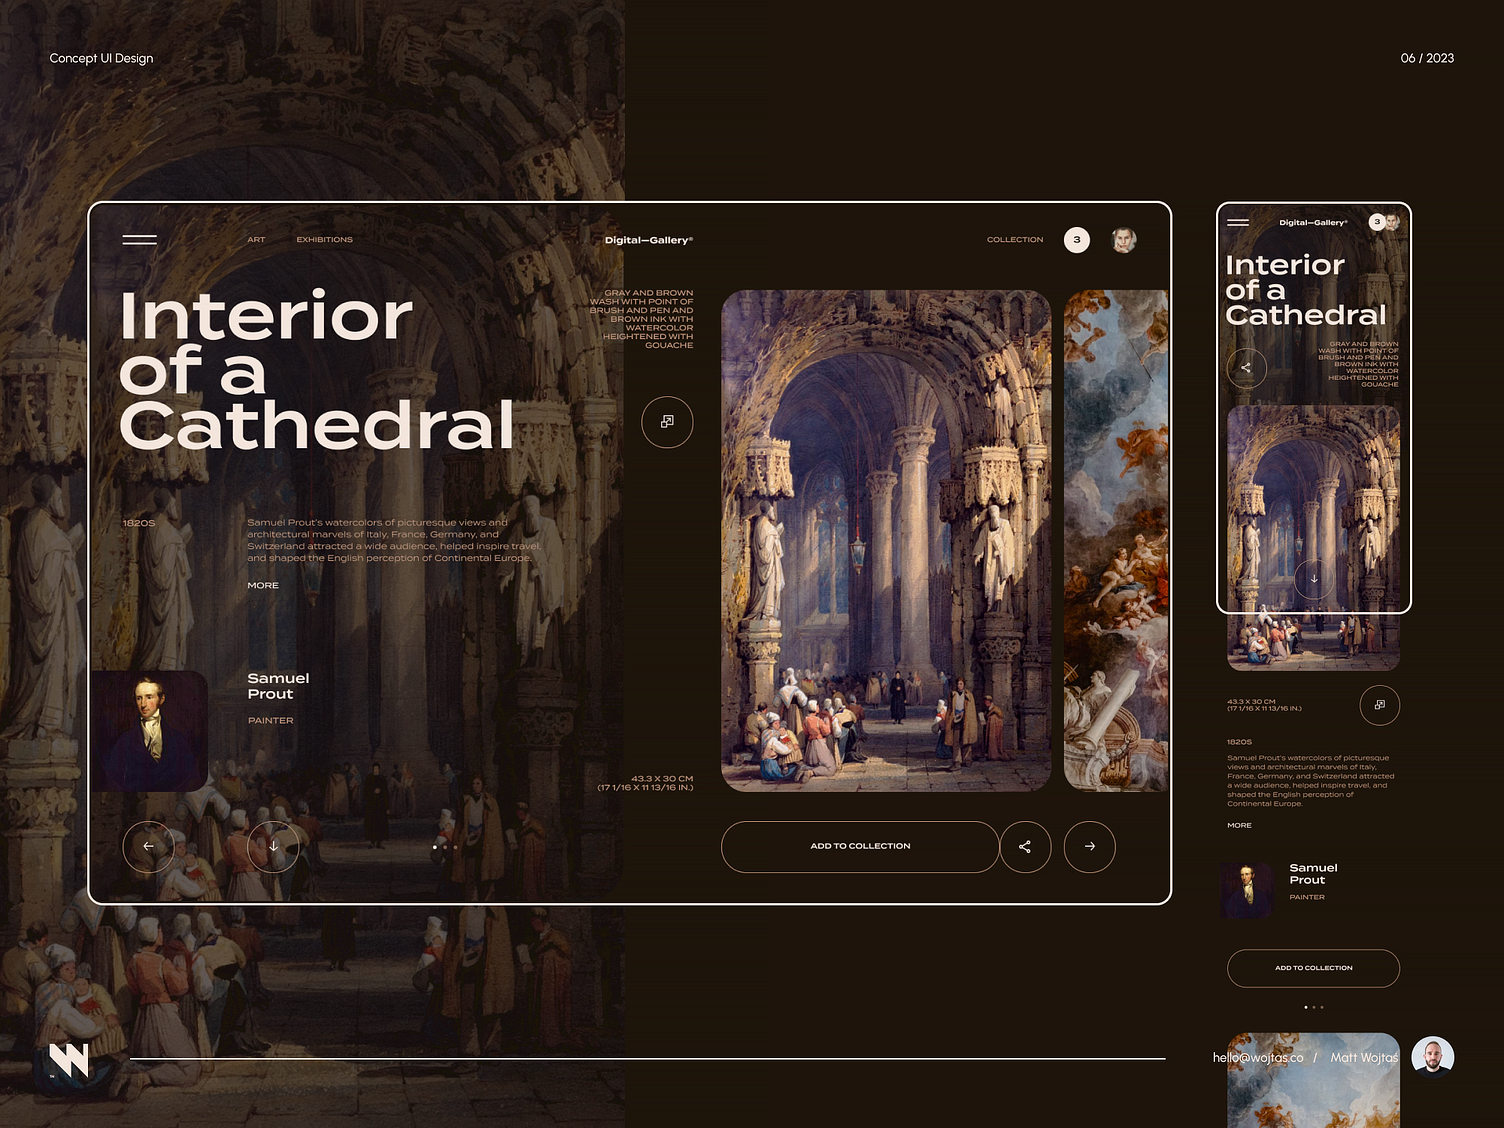 Concept UI Design
06 / 2023
ART
EXHIBITIONS
Digital—Gallery®
COLLECTION
3
Interior
of a
Cathedral
GRAY AND BROWN
WASH WITH POINT OF
BRUSH AND PEN AND
BROWN INK WITH
WATERCOLOR
HEIGHTENED WITH
GOUACHE
1820S
Samuel Prout's watercolors of picturesque views and
architectural marvels of Italy, France, Germany, and
Switzerland attracted a wide audience, helped inspire travel,
and shaped the English perception of Continental Europe.
MORE
Samuel
Prout
PAINTER
43.3 X 30 CM
(17 1/16 X 11 13/16 IN.)
ADD TO COLLECTION
Digital—Gallery®
3
Interior
of a
Cathedral
GRAY AND BROWN
WASH WITH POINT OF
BRUSH AND PEN AND
BROWN INK WITH
WATERCOLOR
HEIGHTENED WITH
GOUACHE
43.3 X 30 CM
(17 1/16 X 11 13/16 IN.)
1820S
Samuel Prout's watercolors of picturesque
views and architectural marvels of Italy,
France, Germany, and Switzerland attracted
a wide audience, helped inspire travel, and
shaped the English perception of
Continental Europe.
MORE
Samuel
Prout
PAINTER
ADD TO COLLECTION
TM
hello@wojtas.co / Matt Wojtas